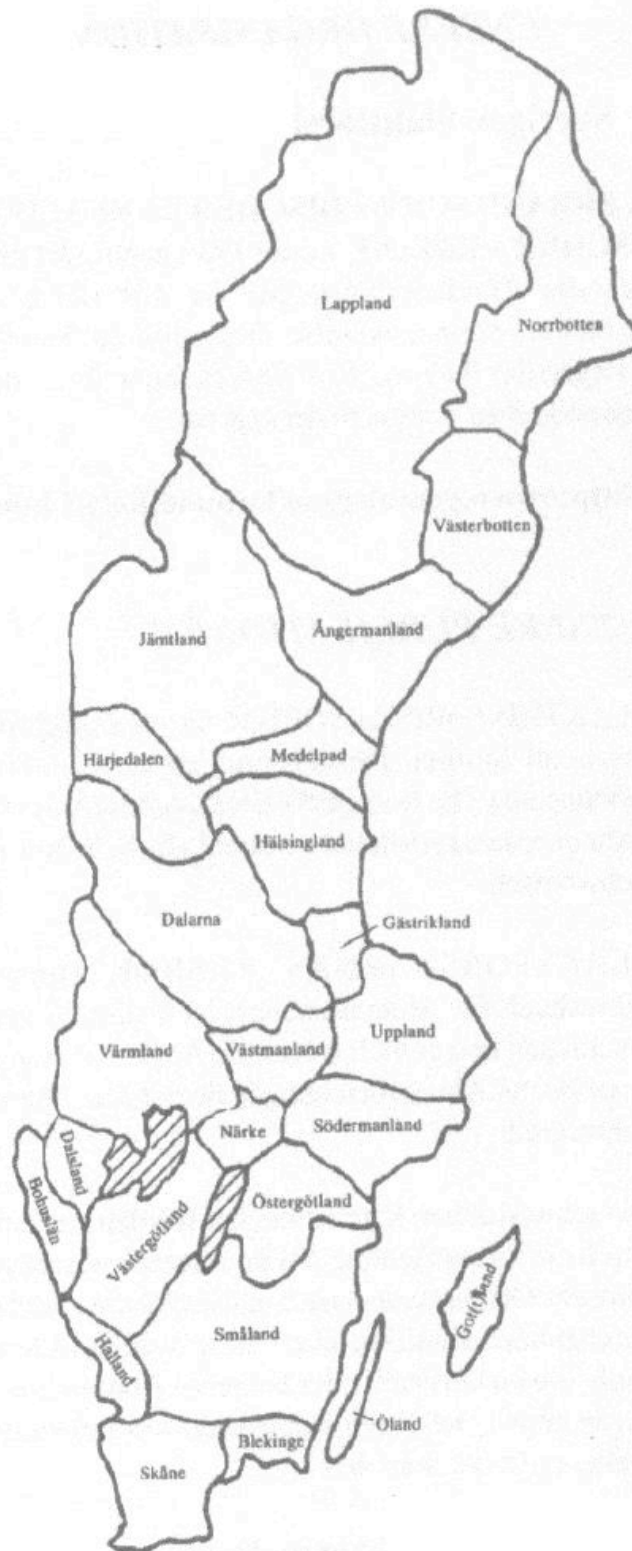 Lappland
Norrbotten
Västerbotten
Ångermanland
Jämtland
Medelpad
Härjedalen
Hälsingland
Dalarna
Gästrikland
Uppland
Värmland
Västmanland
Södermanland
Närke
Dalsland
Bohuslän
Östergötland
Västergötland
Got(t)land
Småland
Halland
Öland
Blekinge
Skåne